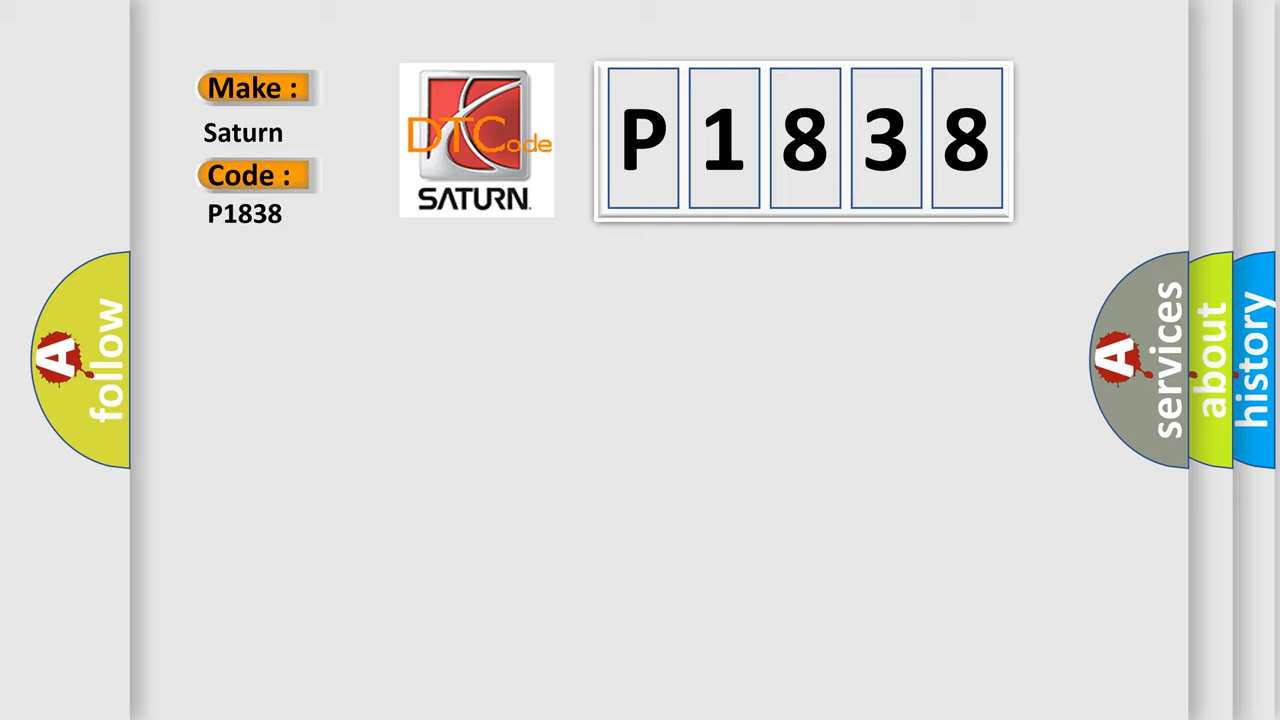 Make :
Saturn
Code :
P1838
DTCode
SATURN
P 1 8 3 8
A follow
A services
about
history